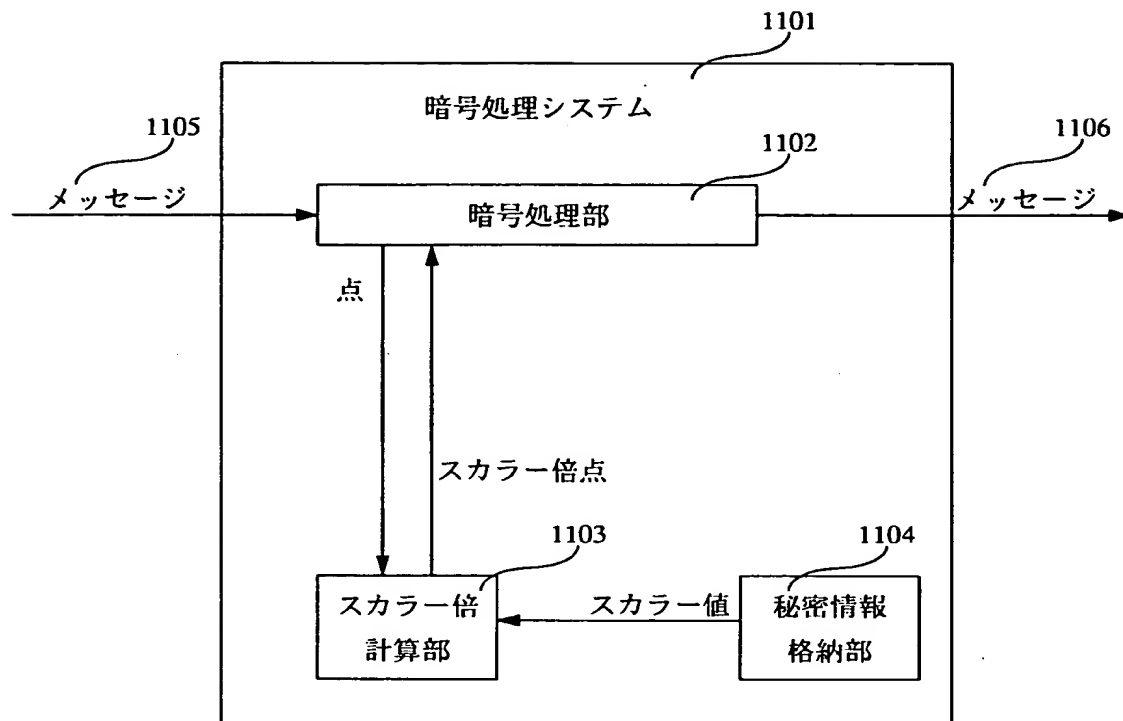 1101
暗号処理システム
1105
1102
1106
メッセージ
暗号処理部
メッセージ
点
スカラー倍点
1103
1104
スカラー倍
計算部
スカラー値
秘密情報
格納部